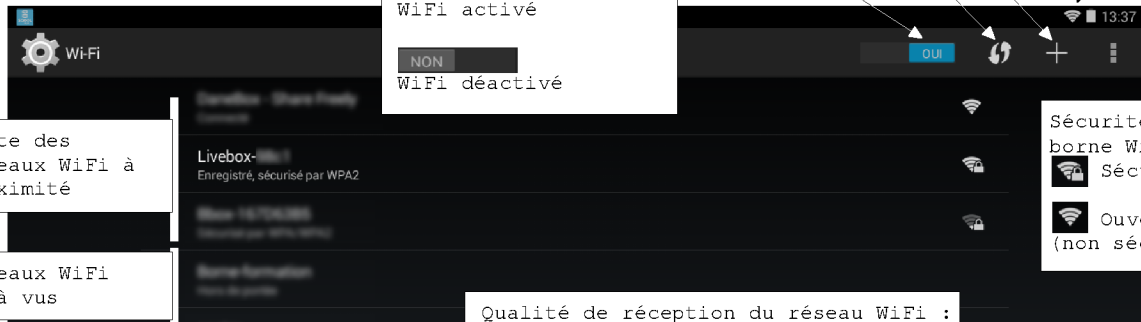 WiFi activé
13:37
Wi-Fi
OUI
NON
WiFi déactivé
te des
eaux WiFi à
ximité
Livebox-
Enregistré, sécurisé par WPA2
Sécurité
borne Wi
Sécu
Ouve
(non séc
eaux WiFi
à vus
Qualité de réception du réseau WiFi :